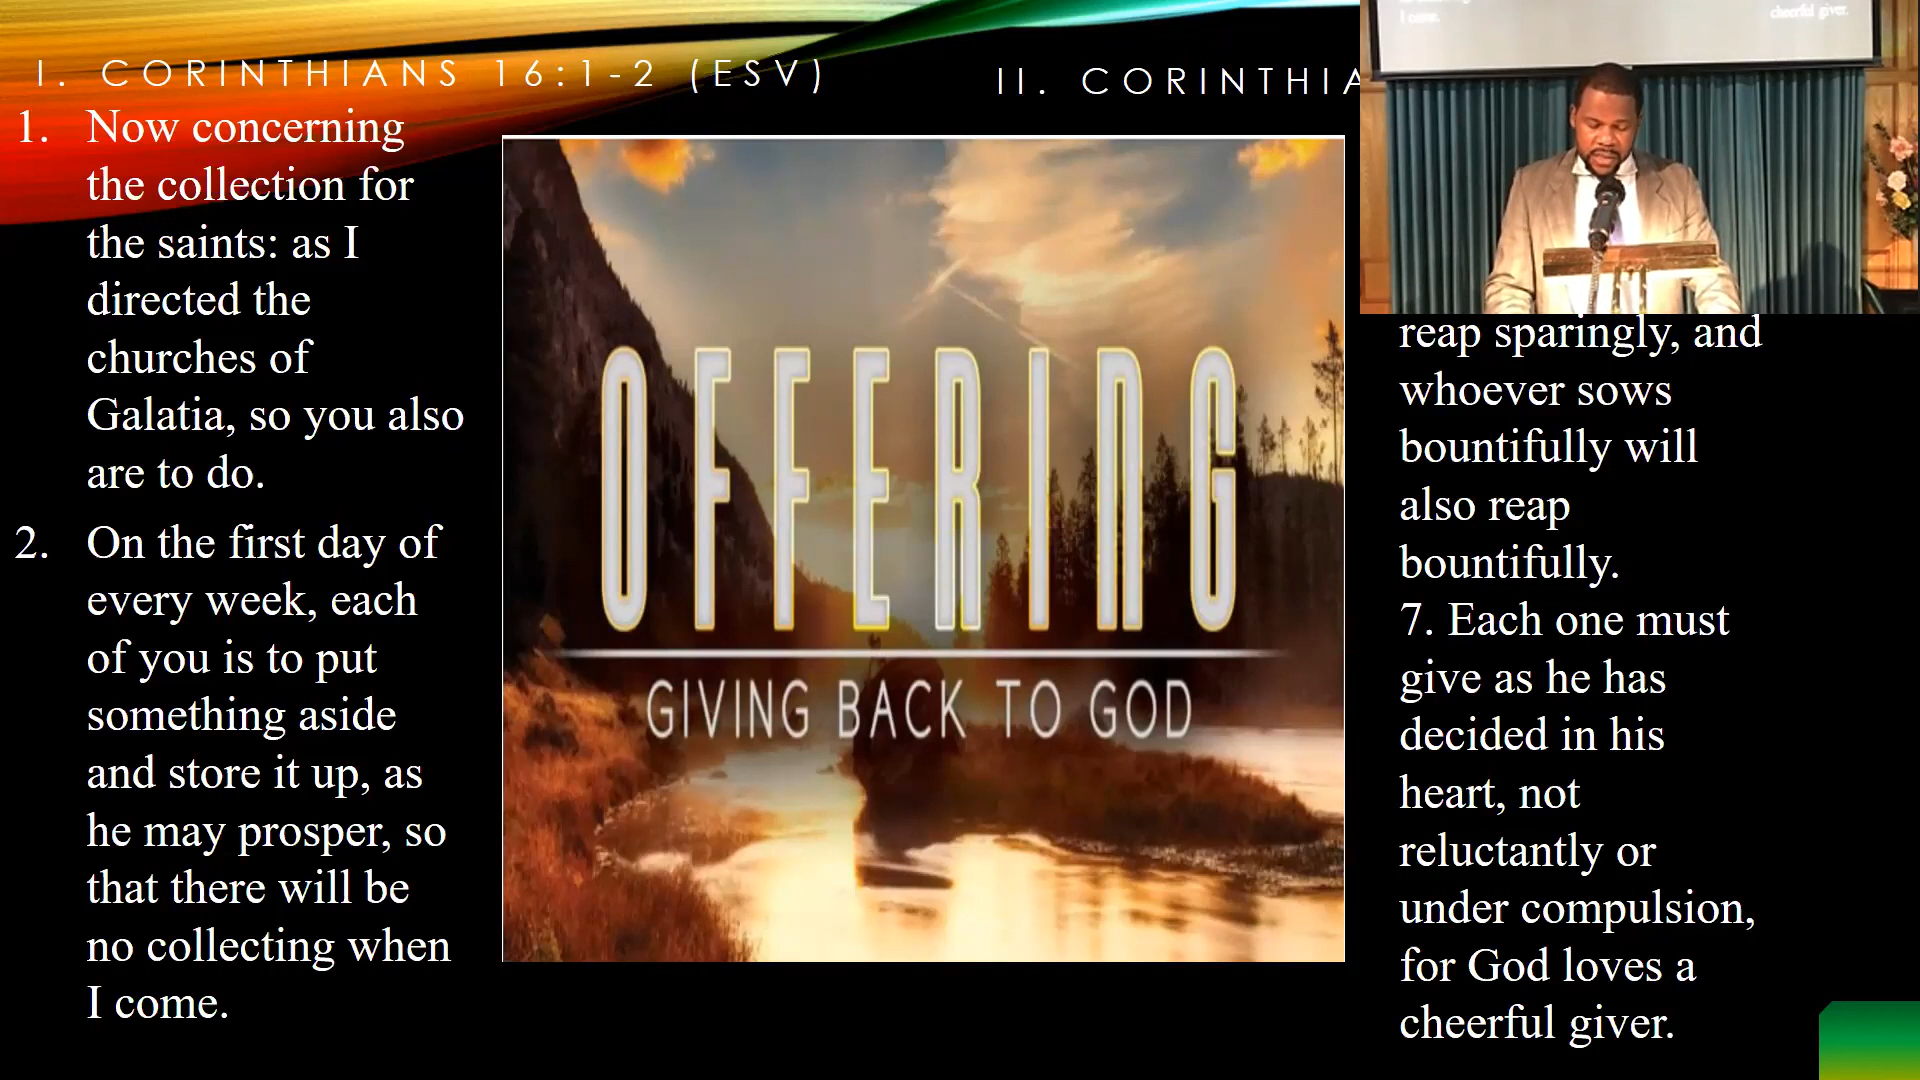 I. CORINTHIANS 16:1-2 (ESV)
1. Now concerning
the collection for
the saints: as I
directed the
churches of
Galatia, so you also
are to do.
2. On the first day of
every week, each
of you is to put
something aside
and store it up, as
he may prosper, so
that there will be
no collecting when
I come.
OFFERING
GIVING BACK TO GOD
II. CORINTHIA
I come.
cheerful giver.
reap sparingly, and
whoever sows
bountifully will
also reap
bountifully.
7. Each one must
give as he has
decided in his
heart, not
reluctantly or
under compulsion,
for God loves a
cheerful giver.